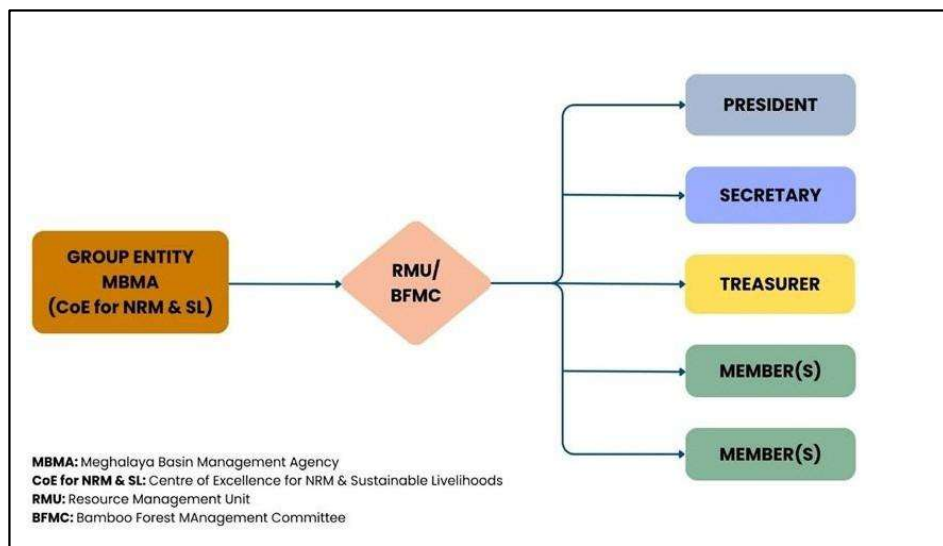 GROUP ENTITY
MBMA
(CoE for NRM & SL)
RMU/
BFMC
PRESIDENT
SECRETARY
TREASURER
MEMBER(S)
MEMBER(S)
MBMA: Meghalaya Basin Management Agency
CoE for NRM & SL: Centre of Excellence for NRM & Sustainable Livelihoods
RMU: Resource Management Unit
BFMC: Bamboo Forest MAnagement Committee